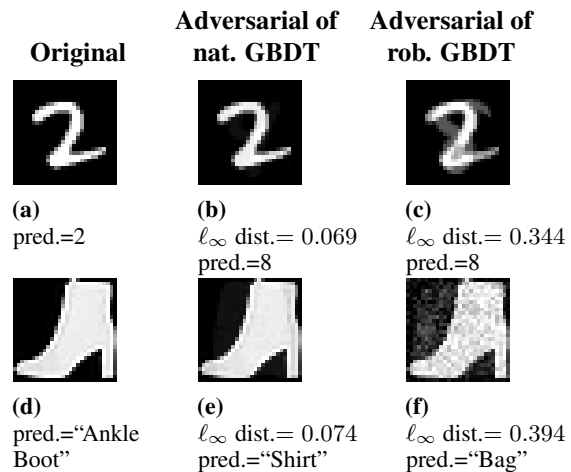 Original
Adversarial of nat. GBDT
Adversarial of rob. GBDT
(a)
pred.=2
(b)
ℓ∞ dist.= 0.069
pred.=8
(c)
ℓ∞ dist.= 0.344
pred.=8
(d)
pred.=“Ankle
Boot”
(e)
ℓ∞ dist.= 0.074
pred.=“Shirt”
(f)
ℓ∞ dist.= 0.394
pred.=“Bag”